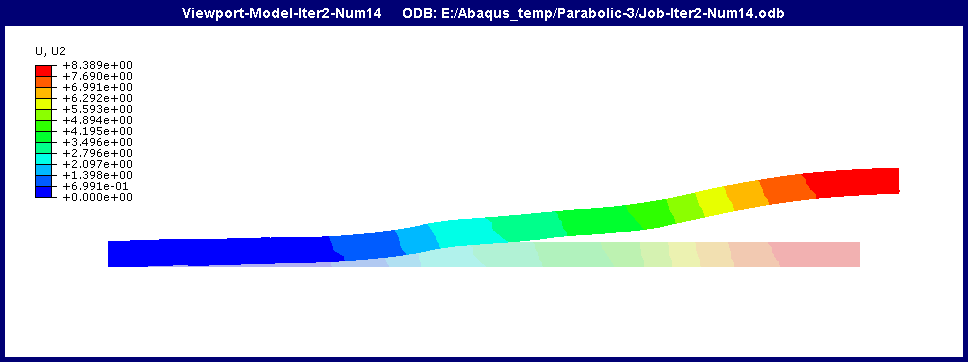 Viewport-Model-Iter2-Num14 ODB: E:/Abaqus_temp/Parabolic-3/Job-Iter2-Num14.odb
U, U2
+8.389e+00
+7.690e+00
+6.991e+00
+6.292e+00
+5.593e+00
+4.894e+00
+4.195e+00
+3.496e+00
+2.796e+00
+2.097e+00
+1.398e+00
+6.991e-01
+0.000e+00